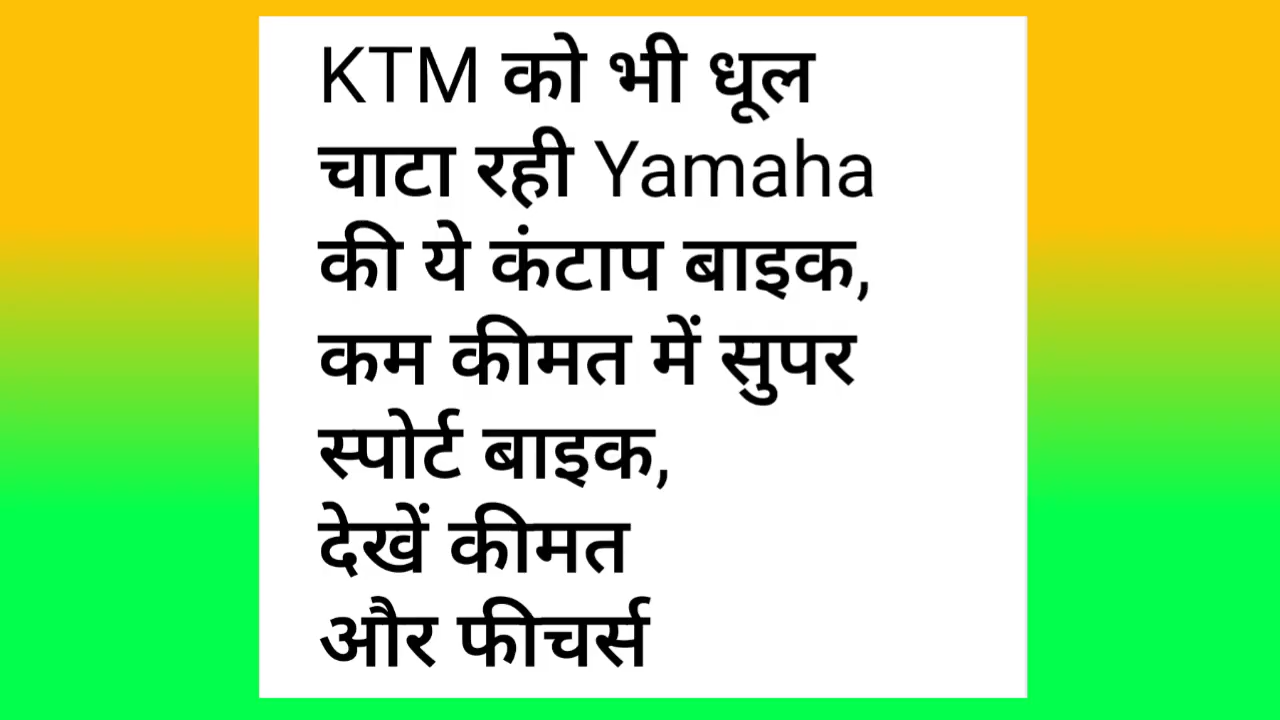 KTM को भी धूल
चाटा रही Yamaha
की ये कंटाप बाइक,
कम कीमत में सुपर
स्पोर्ट बाइक,
देखें कीमत
और फीचर्स